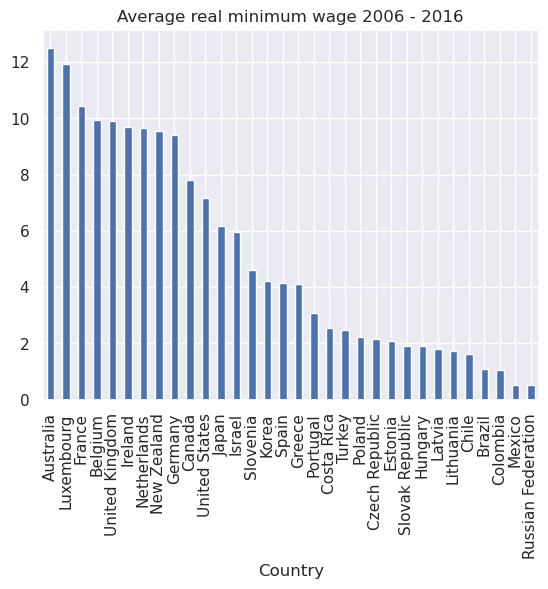 Average real minimum wage 2006 - 2016
12
10
8
6
4
2
0
Australia
Luxembourg
France
Belgium
United Kingdom
Ireland
Netherlands
New Zealand
Germany
Canada
United States
Japan
Israel
Slovenia
Korea
Spain
Greece
Portugal
Costa Rica
Turkey
Poland
Czech Republic
Estonia
Slovak Republic
Hungary
Latvia
Lithuania
Chile
Brazil
Colombia
Mexico
Russian Federation
Country